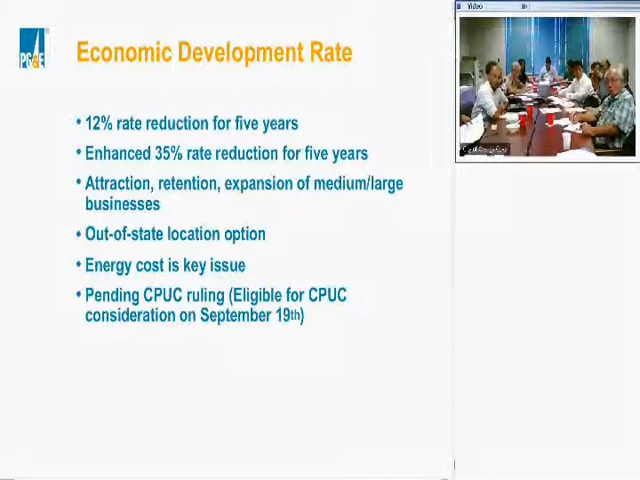 Video
PG&E
Economic Development Rate
• 12% rate reduction for five years
• Enhanced 35% rate reduction for five years
• Attraction, retention, expansion of medium/large
businesses
• Out-of-state location option
• Energy cost is key issue
• Pending CPUC ruling (Eligible for CPUC
consideration on September 19th)